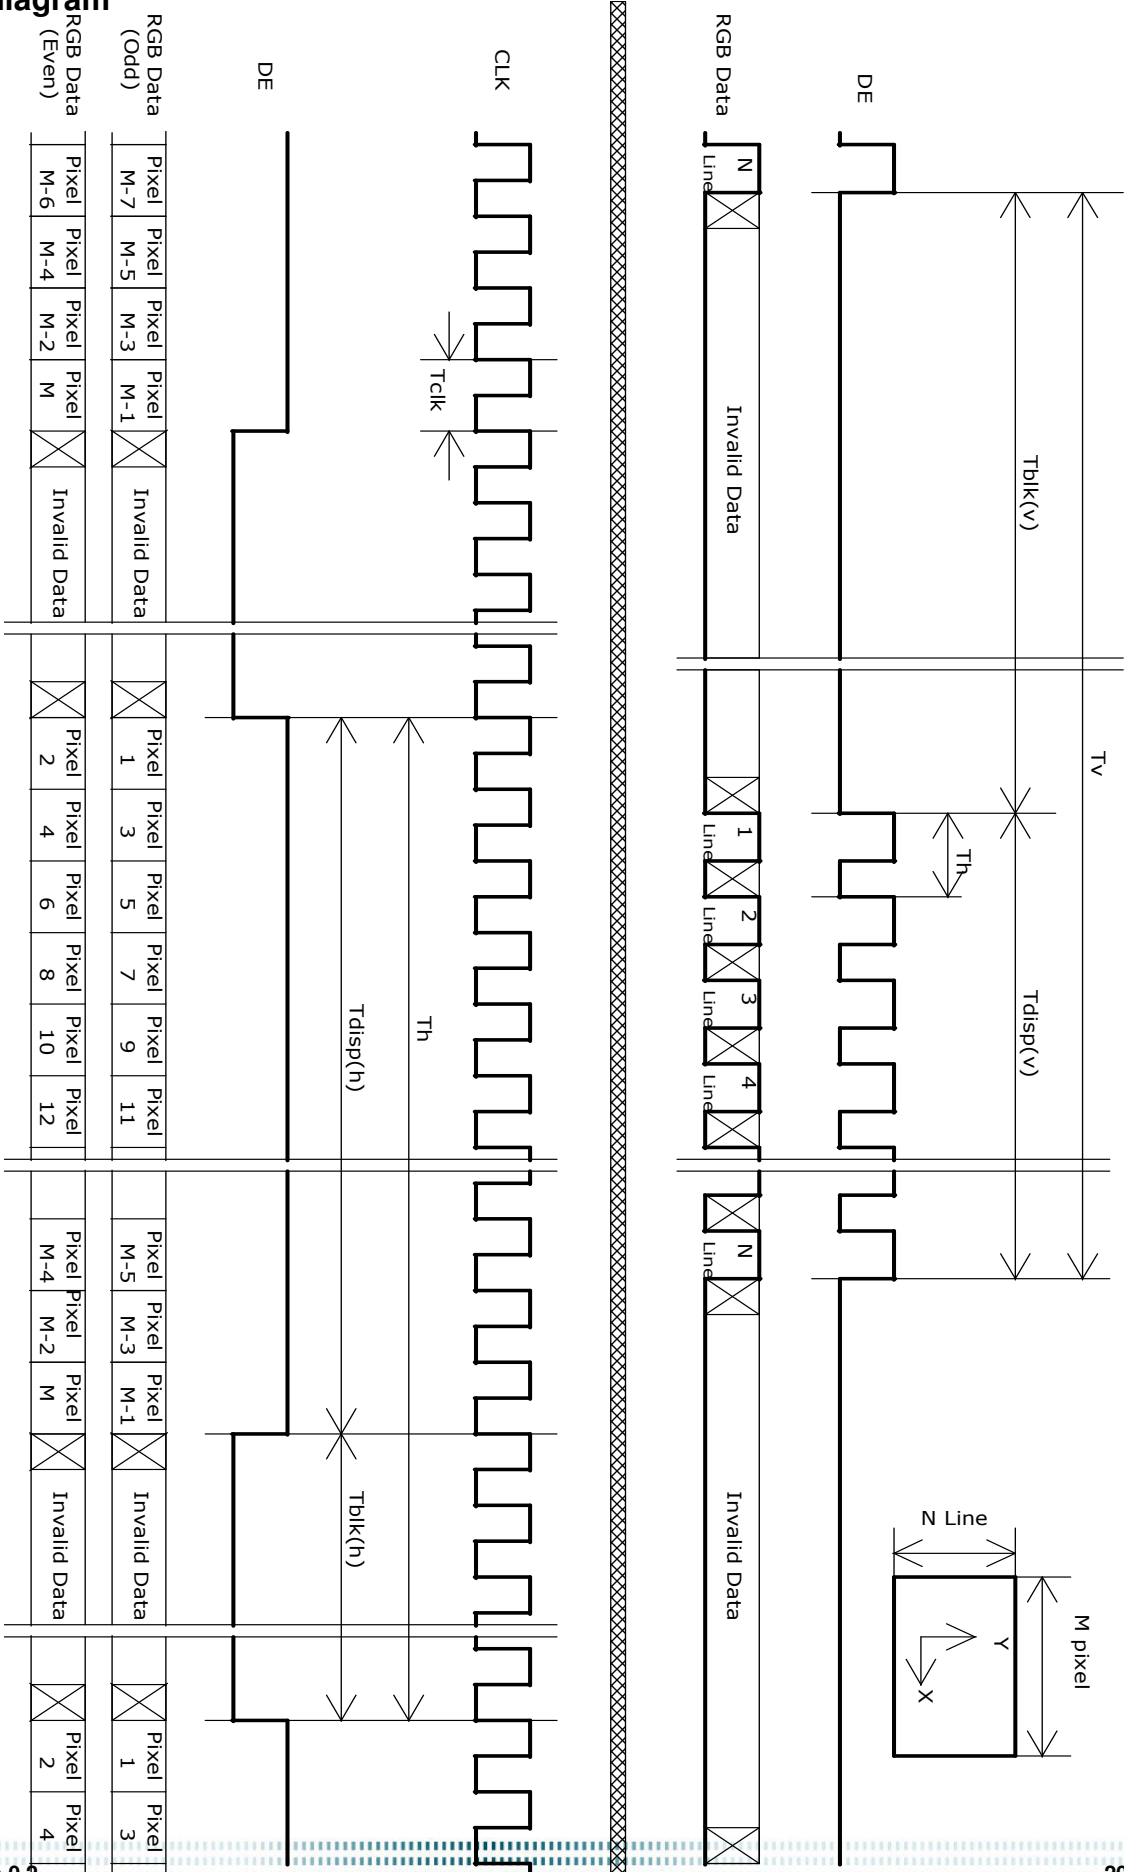 Tv
M pixel
Tblk(v)
Tdisp(v)
Y
X
N Line
Th
DE
RGB Data
N
Line
Invalid Data
1
Line
2
Line
3
Line
4
Line
N
Line
Invalid Data
CLK
Tclk
Th
Tdisp(h)
Tblk(h)
DE
RGB Data
(Odd)
Pixel
M-7
Pixel
M-5
Pixel
M-3
Pixel
M-1
Invalid Data
Pixel
1
Pixel
3
Pixel
5
Pixel
7
Pixel
9
Pixel
11
Pixel
M-5
Pixel
M-3
Pixel
M-1
Invalid Data
Pixel
1
Pixel
3
RGB Data
(Even)
Pixel
M-6
Pixel
M-4
Pixel
M-2
Pixel
M
Invalid Data
Pixel
2
Pixel
4
Pixel
6
Pixel
8
Pixel
10
Pixel
12
Pixel
M-4
Pixel
M-2
Pixel
M
Invalid Data
Pixel
2
Pixel
4